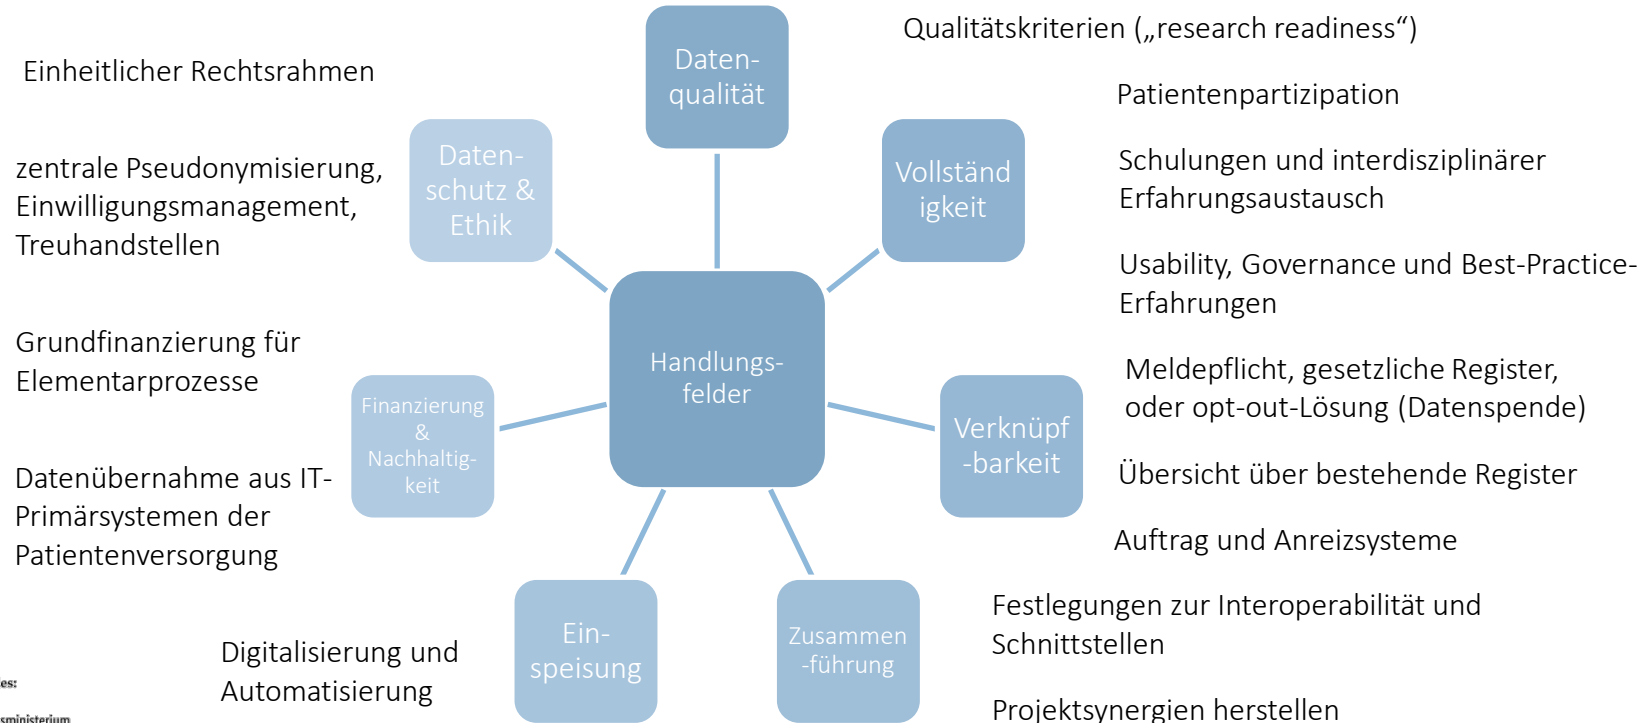 Qualitätskriterien („research readiness“)
Einheitlicher Rechtsrahmen
Daten-
qualität
Patientenpartizipation
zentrale Pseudonymisierung,
Einwilligungsmanagement,
Treuhandstellen
Daten-
schutz &
Ethik
Vollständ
igkeit
Schulungen und interdisziplinärer
Erfahrungsaustausch
Usability, Governance und Best-Practice-
Erfahrungen
Grundfinanzierung für
Elementarprozesse
Handlungs-
felder
Meldepflicht, gesetzliche Register,
oder opt-out-Lösung (Datenspende)
Finanzierung
&
Nachhaltig-
keit
Verknüpf
-barkeit
Datenübernahme aus IT-
Primärsystemen der
Patientenversorgung
Übersicht über bestehende Register
Auftrag und Anreizsysteme
Digitalisierung und
Automatisierung
Ein-
speisung
Zusammen
-führung
Festlegungen zur Interoperabilität und
Schnittstellen
Projektsynergien herstellen